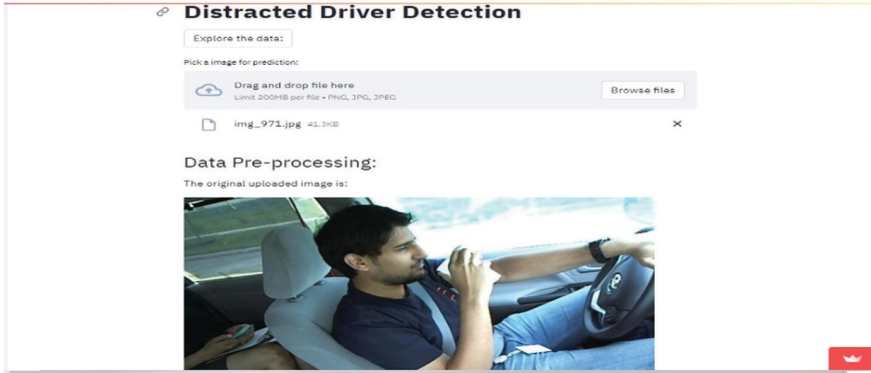 Distracted Driver Detection
Explore the data:
Pick a image for prediction:
Drag and drop file here
Limit 200MB per file • PNG, JPG, JPEG
Browse files
img_971.jpg 41.3KB
Data Pre-processing:
The original uploaded image is: